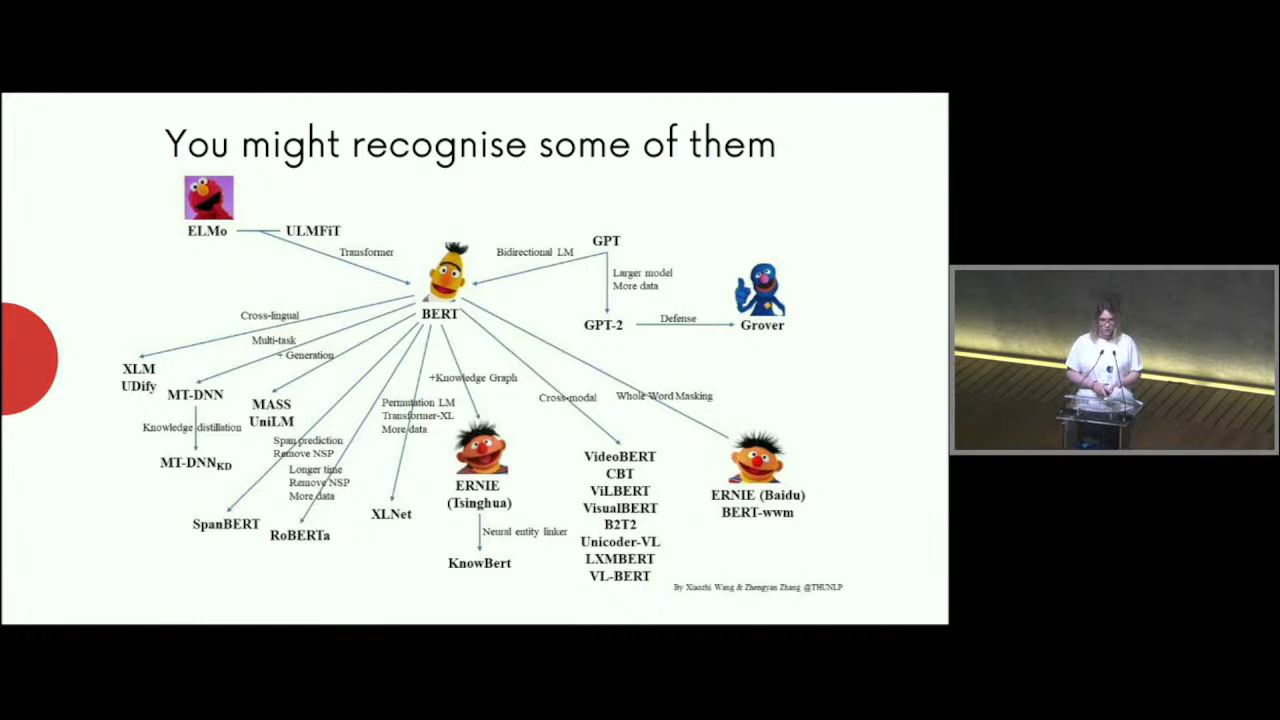 You might recognise some of them
ELMo
ULMFiT
Transformer
BERT
Bidirectional LM
GPT
Larger model
More data
GPT-2
Defense
Grover
Cross-lingual
XLM
UDify
Multi-task
MT-DNN
Knowledge distillation
MT-DNNKD
+ Generation
MASS
UniLM
Span prediction
Remove NSP
SpanBERT
Longer time
Remove NSP
More data
RoBERTa
Permutation LM
Transformer-XL
More data
XLNet
+Knowledge Graph
ERNIE
(Tsinghua)
Neural entity linker
KnowBert
Cross-modal
VideoBERT
CBT
ViLBERT
VisualBERT
B2T2
Unicoder-VL
LXMBERT
VL-BERT
Whole Word Masking
ERNIE (Baidu)
BERT-wwm
By Xiaozhi Wang & Zhengyan Zhang @THUNLP